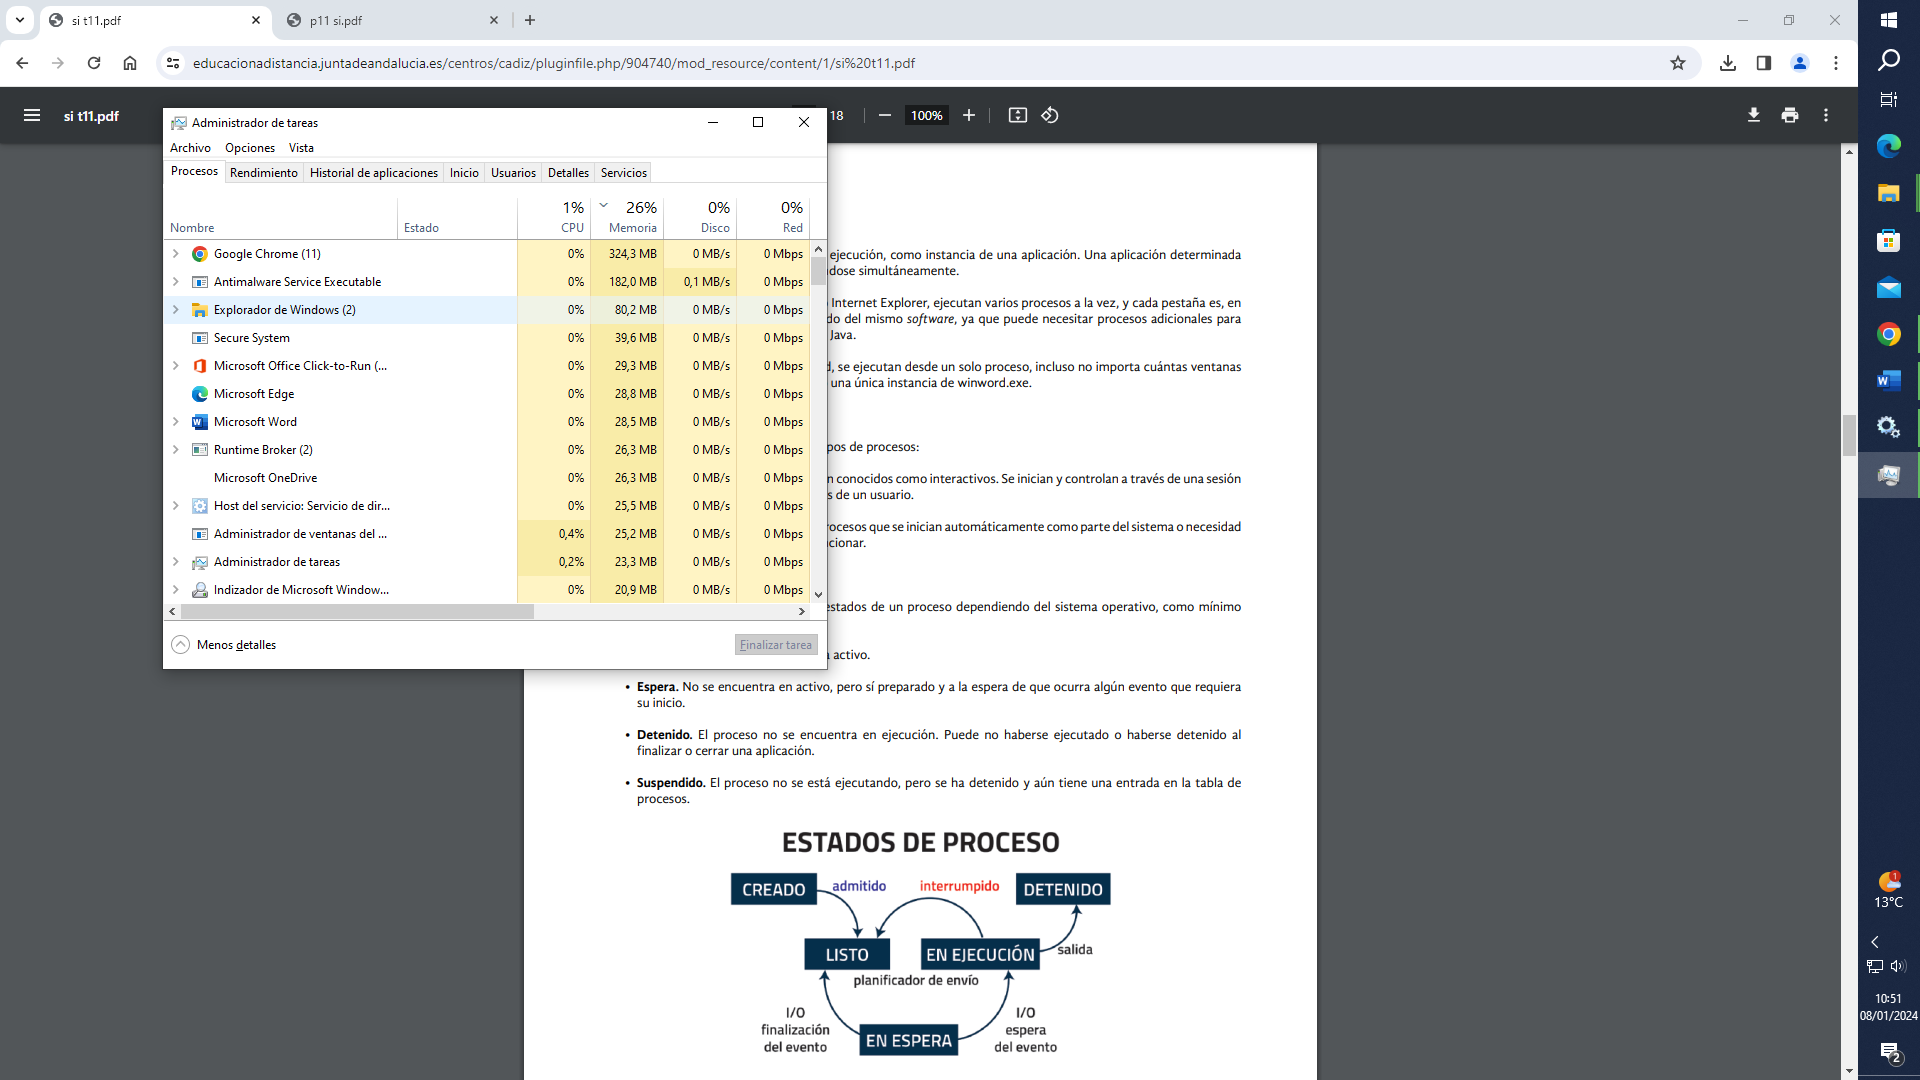 si t11.pdf
p11 si.pdf
educacionadistancia.juntadeandalucia.es/centros/cadiz/pluginfile.php/904740/mod_resource/content/1/si%20t11.pdf
si t11.pdf
18
100%
Administrador de tareas
Archivo Opciones Vista
Procesos Rendimiento Historial de aplicaciones Inicio Usuarios Detalles Servicios
1% 26% 0% 0%
Nombre Estado CPU Memoria Disco Red
Google Chrome (11) 0% 324,3 MB 0 MB/s 0 Mbps
Antimalware Service Executable 0% 182,0 MB 0,1 MB/s 0 Mbps
Explorador de Windows (2) 0% 80,2 MB 0 MB/s 0 Mbps
Secure System 0% 39,6 MB 0 MB/s 0 Mbps
Microsoft Office Click-to-Run (... 0% 29,3 MB 0 MB/s 0 Mbps
Microsoft Edge 0% 28,8 MB 0 MB/s 0 Mbps
Microsoft Word 0% 28,5 MB 0 MB/s 0 Mbps
Runtime Broker (2) 0% 26,3 MB 0 MB/s 0 Mbps
Microsoft OneDrive 0% 26,3 MB 0 MB/s 0 Mbps
Host del servicio: Servicio de dir... 0% 25,5 MB 0 MB/s 0 Mbps
Administrador de ventanas del ... 0,4% 25,2 MB 0 MB/s 0 Mbps
Administrador de tareas 0,2% 23,3 MB 0 MB/s 0 Mbps
Indizador de Microsoft Window... 0% 20,9 MB 0 MB/s 0 Mbps
Menos detalles
Finalizar tarea
ejecución, como instancia de una aplicación. Una aplicación determinada
dose simultáneamente.
Internet Explorer, ejecutan varios procesos a la vez, y cada pestaña es, en
do del mismo software, ya que puede necesitar procesos adicionales para
Java.
d, se ejecutan desde un solo proceso, incluso no importa cuántas ventanas
una única instancia de winword.exe.
pos de procesos:
n conocidos como interactivos. Se inician y controlan a través de una sesión
s de un usuario.
rocesos que se inician automáticamente como parte del sistema o necesidad
cionar.
estados de un proceso dependiendo del sistema operativo, como mínimo
activo.
• Espera. No se encuentra en activo, pero sí preparado y a la espera de que ocurra algún evento que requiera
su inicio.
• Detenido. El proceso no se encuentra en ejecución. Puede no haberse ejecutado o haberse detenido al
finalizar o cerrar una aplicación.
• Suspendido. El proceso no se está ejecutando, pero se ha detenido y aún tiene una entrada en la tabla de
procesos.
ESTADOS DE PROCESO
CREADO admitido interrumpido DETENIDO
LISTO EN EJECUCIÓN salida
planificador de envío
I/O
finalización
del evento
EN ESPERA
I/O
espera
del evento
1
13°C
10:51
08/01/2024
2